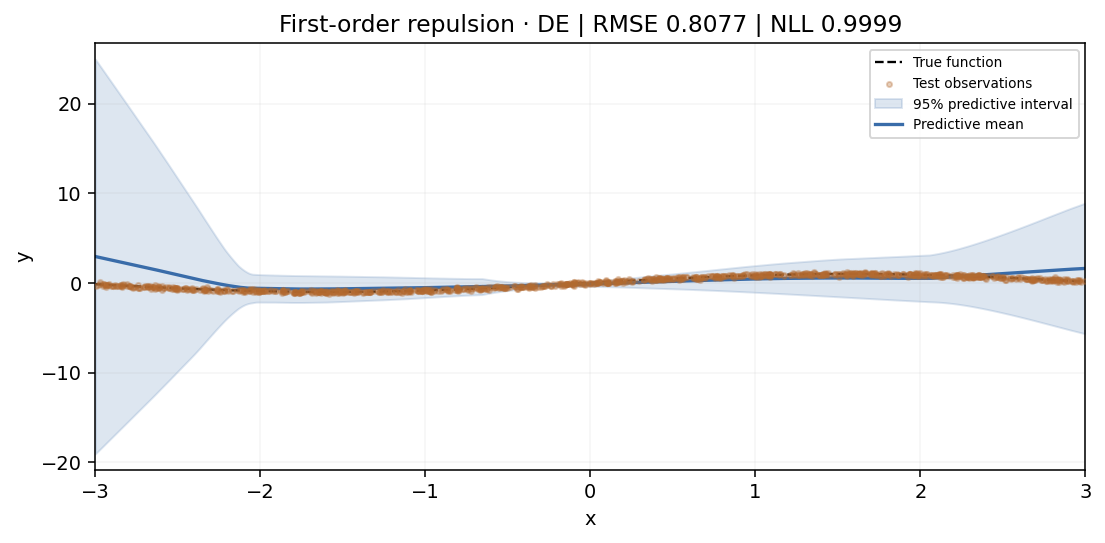 First-order repulsion · DE | RMSE 0.8077 | NLL 0.9999
True function
Test observations
95% predictive interval
Predictive mean
20
10
0
−10
−20
y
−3
−2
−1
0
1
2
3
x